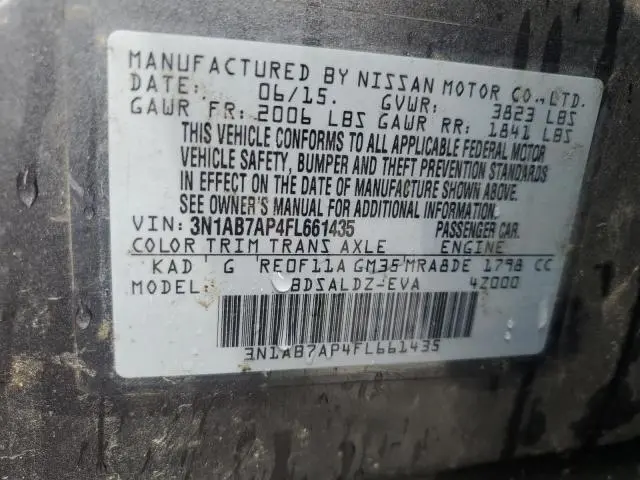 MANUFACTURED BY NISSAN MOTOR CO.,LTD.
DATE: 06/15. GVWR: 3823 LBS
GAWR FR: 2006 LBS GAWR RR: 1841 LBS
THIS VEHICLE CONFORMS TO ALL APPLICABLE FEDERAL MOTOR
VEHICLE SAFETY, BUMPER AND THEFT PREVENTION STANDARDS
IN EFFECT ON THE DATE OF MANUFACTURE SHOWN ABOVE.
SEE OWNER'S MANUAL FOR ADDITIONAL INFORMATION.
VIN: 3N1AB7AP4FL661435 PASSENGER CAR.
COLOR TRIM TRANS AXLE ENGINE
KAD G RE0F11A GM35 MRA8DE 1798 CC
MODEL: BDSALDZ-EVA 4Z000
3N1AB7AP4FL661435